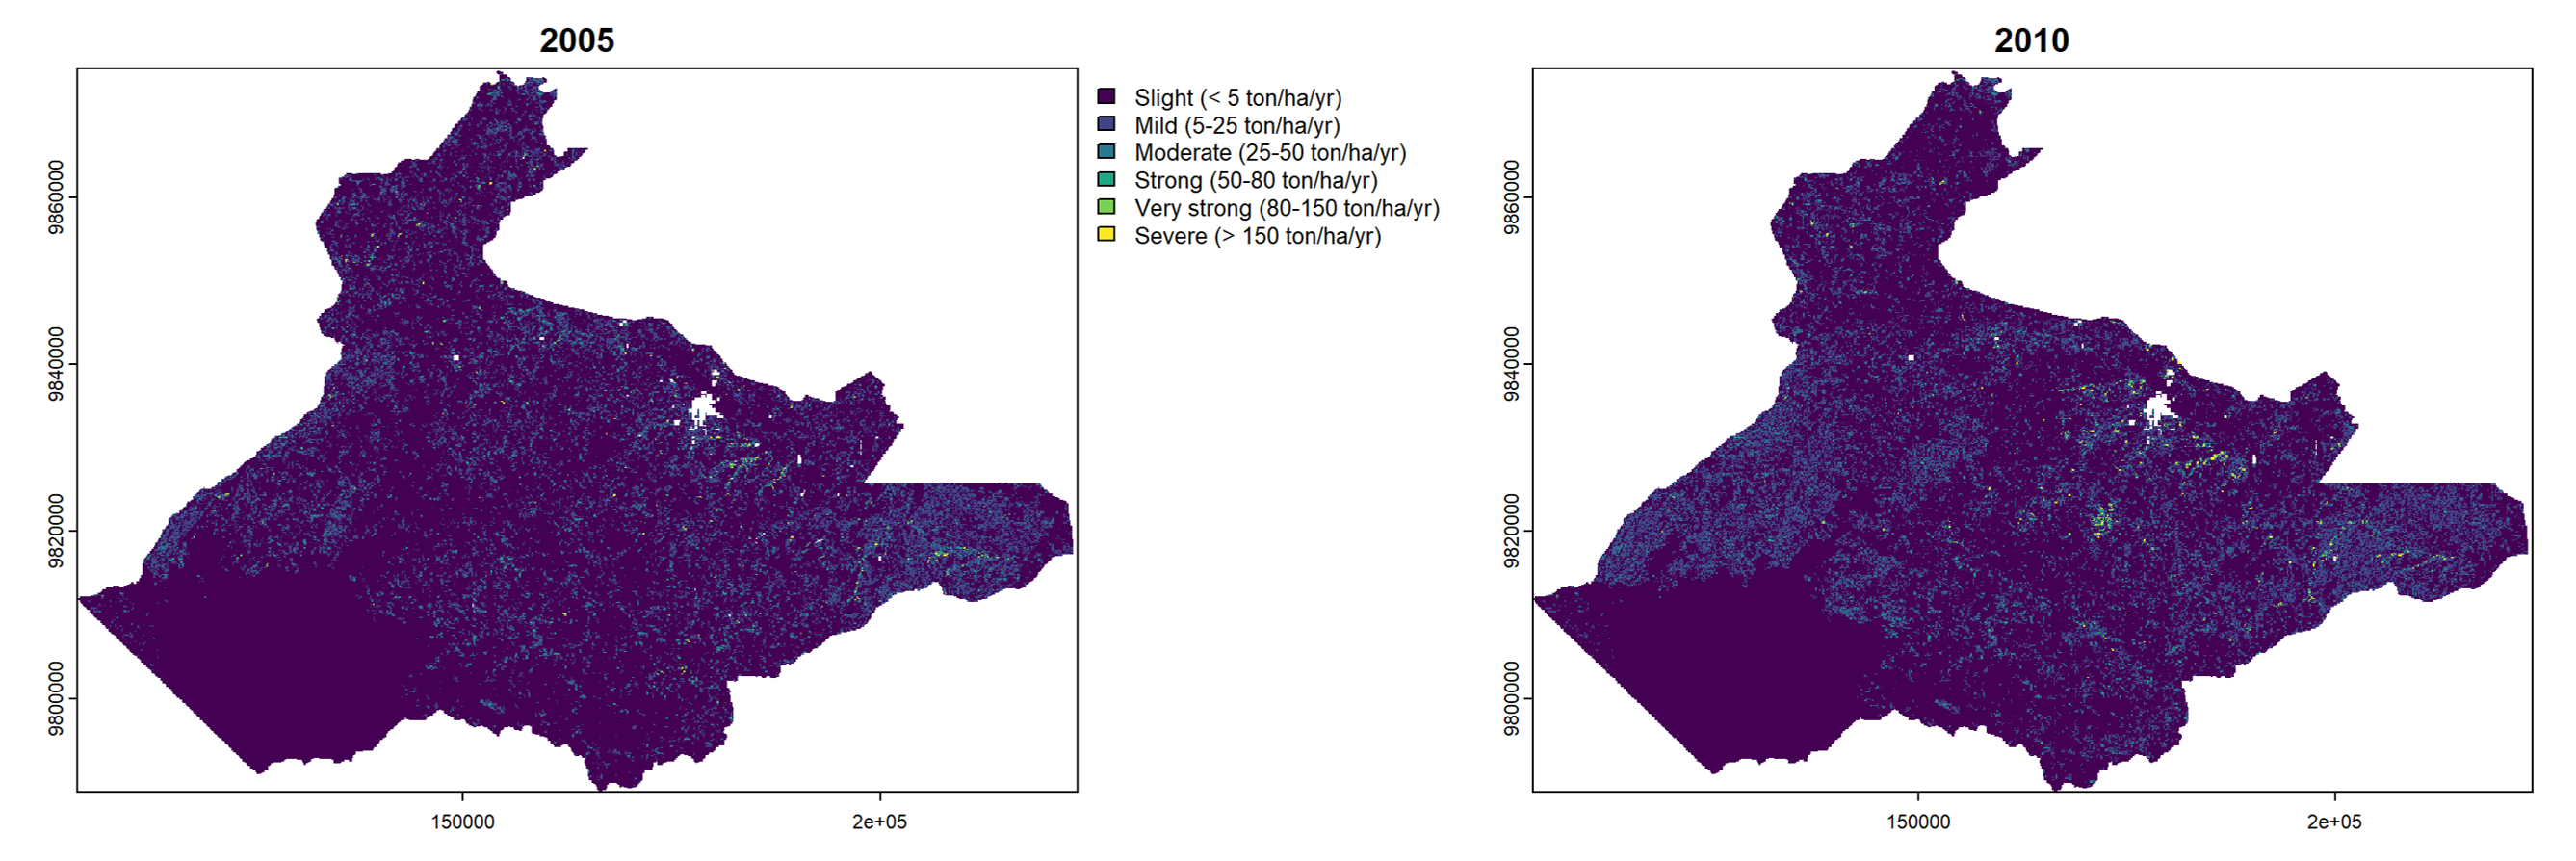 2005
9860000
9840000
9820000
9800000
150000
2e+05
Slight (< 5 ton/ha/yr)
Mild (5-25 ton/ha/yr)
Moderate (25-50 ton/ha/yr)
Strong (50-80 ton/ha/yr)
Very strong (80-150 ton/ha/yr)
Severe (> 150 ton/ha/yr)
2010
9860000
9840000
9820000
9800000
150000
2e+05